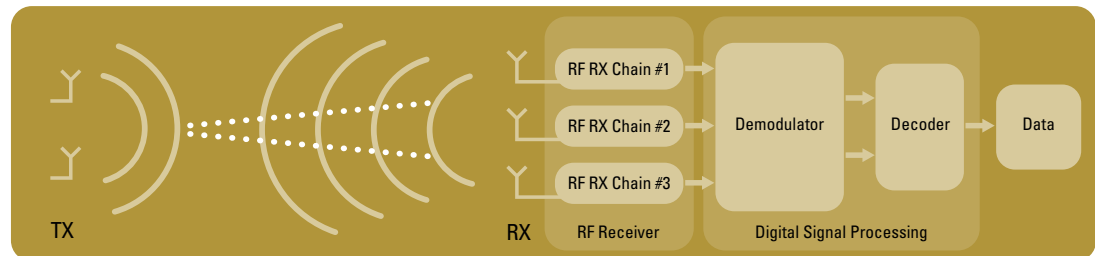 RF RX Chain #1
RF RX Chain #2
RF RX Chain #3
Demodulator
Decoder
Data
TX
RX
RF Receiver
Digital Signal Processing